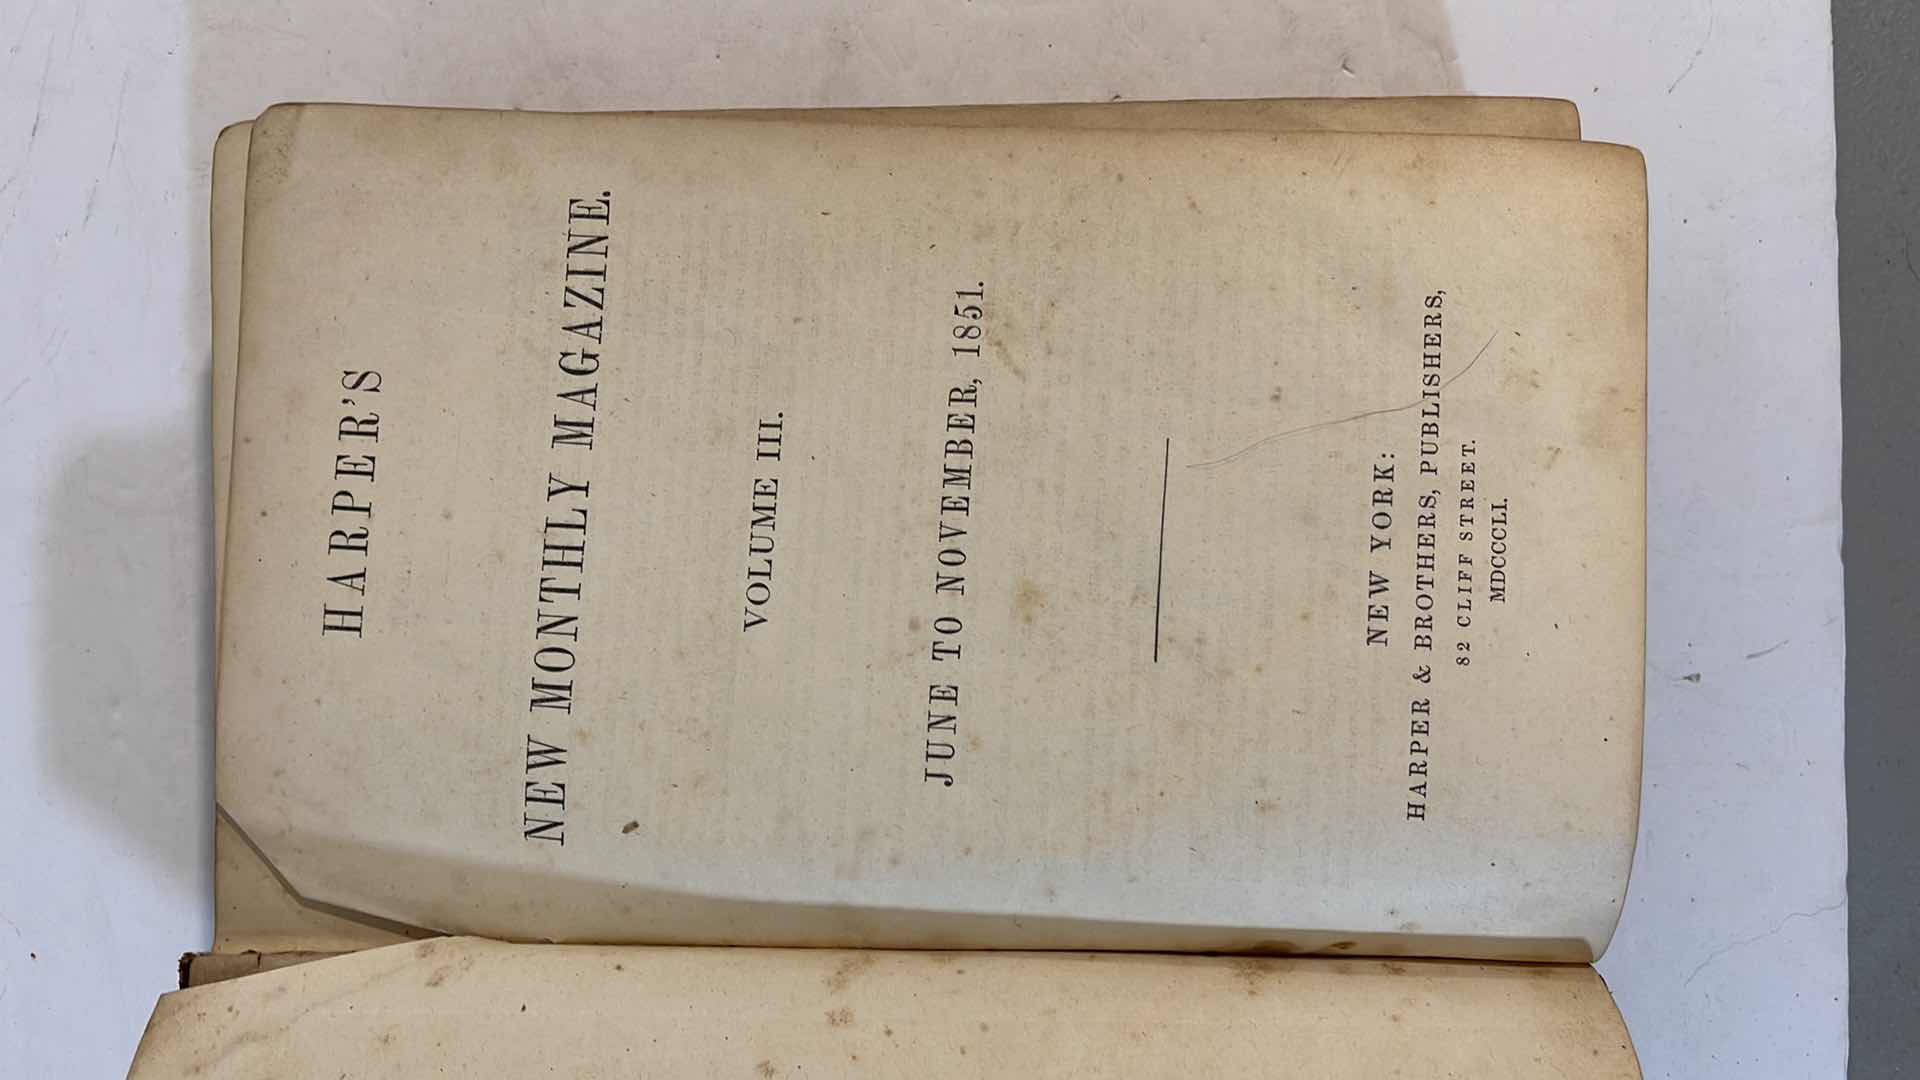 HARPER'S
NEW MONTHLY MAGAZINE.
VOLUME III.
JUNE TO NOVEMBER, 1851.
NEW YORK:
HARPER & BROTHERS, PUBLISHERS,
82 CLIFF STREET.
MDCCCLI.